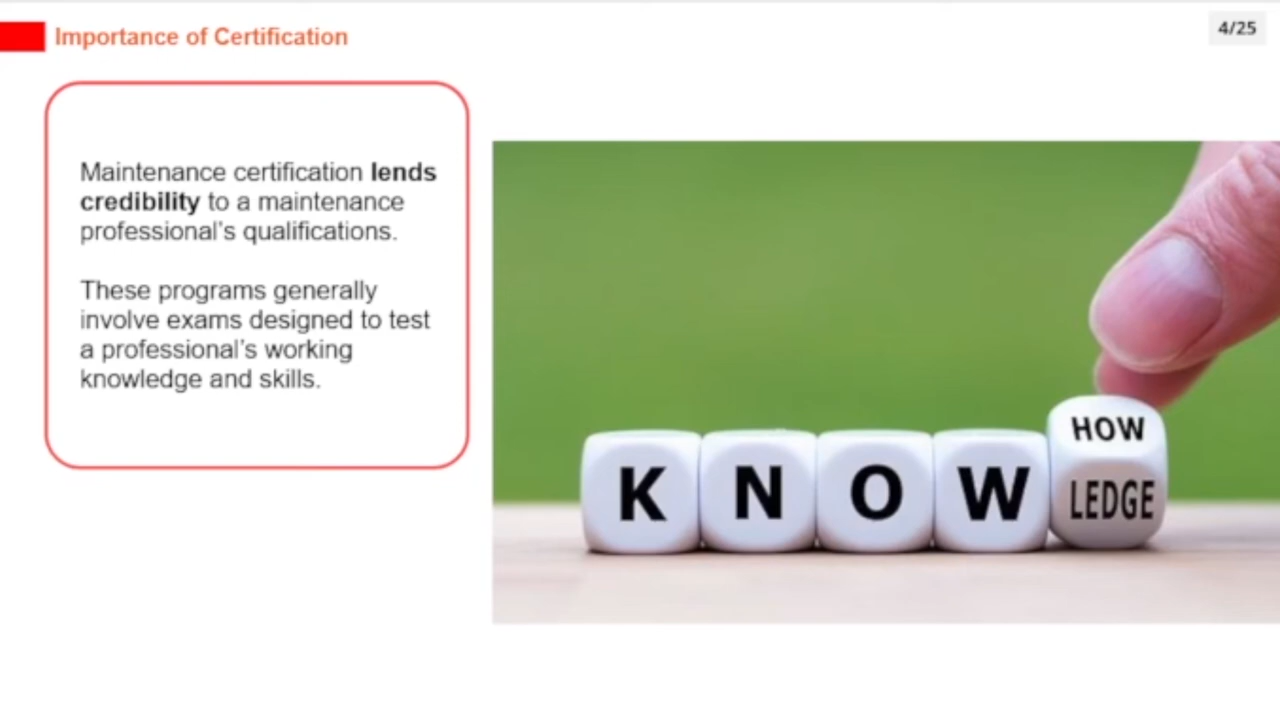 Importance of Certification
4/25
Maintenance certification lends
credibility to a maintenance
professional's qualifications.
These programs generally
involve exams designed to test
a professional's working
knowledge and skills.
HOW
K N O W LEDGE